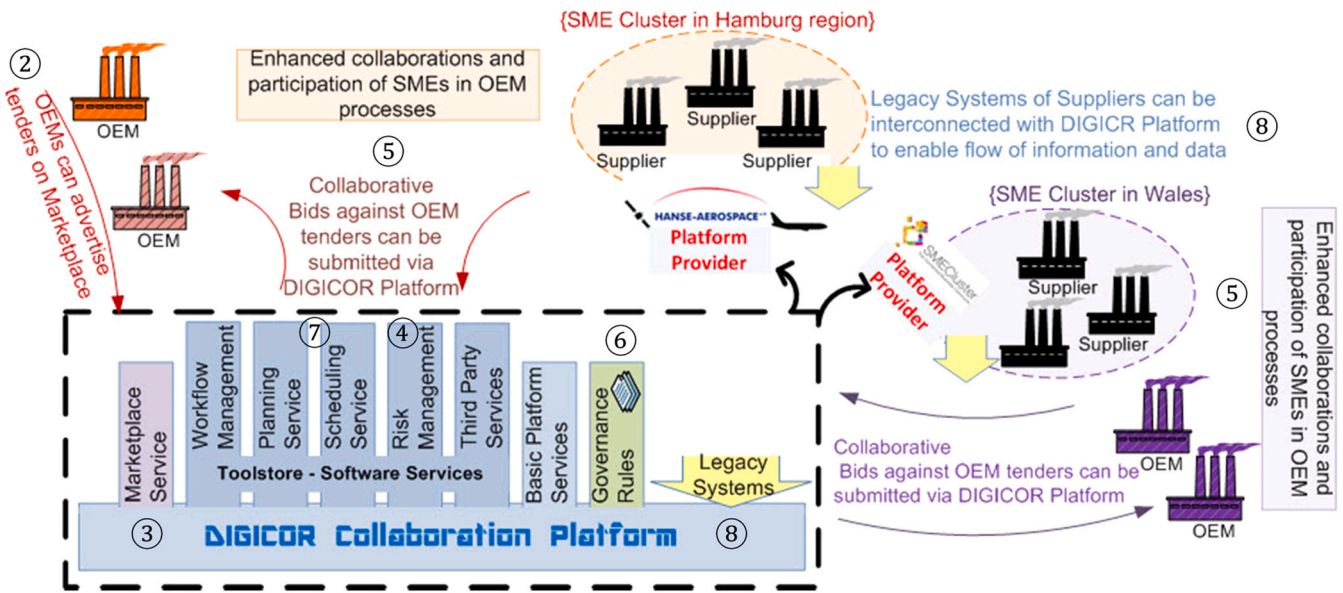 {SME Cluster in Hamburg region}
②
OEMs can advertise
tenders on Marketplace
OEM
OEM
Enhanced collaborations and
participation of SMEs in OEM
processes
⑤
Collaborative
Bids against OEM
tenders can be
submitted via
DIGICOR Platform
Supplier
Supplier
Supplier
Legacy Systems of Suppliers can be
interconnected with DIGICR Platform
to enable flow of information and data
⑧
HANSE-AEROSPACE
Platform
Provider
{SME Cluster in Wales}
SMECluster
Platform
Provider
Supplier
Supplier
⑤
Enhanced collaborations and
participation of SMEs in OEM
processes
⑦
④
⑥
Marketplace
Service
Workflow
Management
Planning
Service
Scheduling
Service
Risk
Management
Third Party
Services
Basic Platform
Services
Governance
Rules
Toolstore - Software Services
Legacy
Systems
③
DIGICOR Collaboration Platform
⑧
Collaborative
Bids against OEM tenders can be
submitted via DIGICOR Platform
OEM
OEM